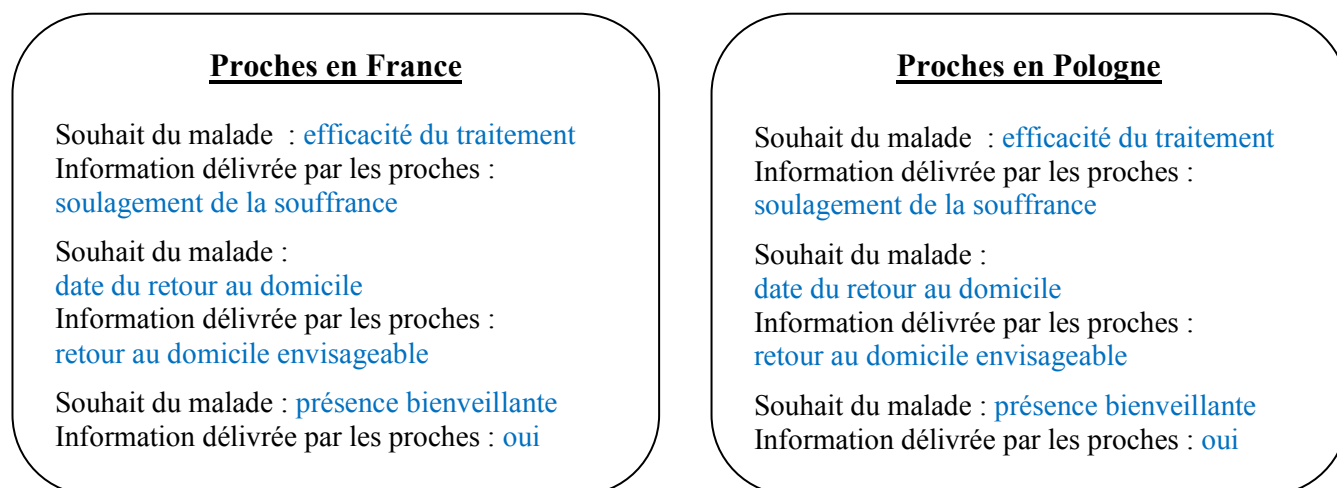 Proches en France
Souhait du malade  : efficacité du traitement
Information délivrée par les proches :
soulagement de la souffrance
Souhait du malade :
date du retour au domicile
Information délivrée par les proches :
retour au domicile envisageable
Souhait du malade : présence bienveillante
Information délivrée par les proches : oui
Proches en Pologne
Souhait du malade  : efficacité du traitement
Information délivrée par les proches :
soulagement de la souffrance
Souhait du malade :
date du retour au domicile
Information délivrée par les proches :
retour au domicile envisageable
Souhait du malade : présence bienveillante
Information délivrée par les proches : oui